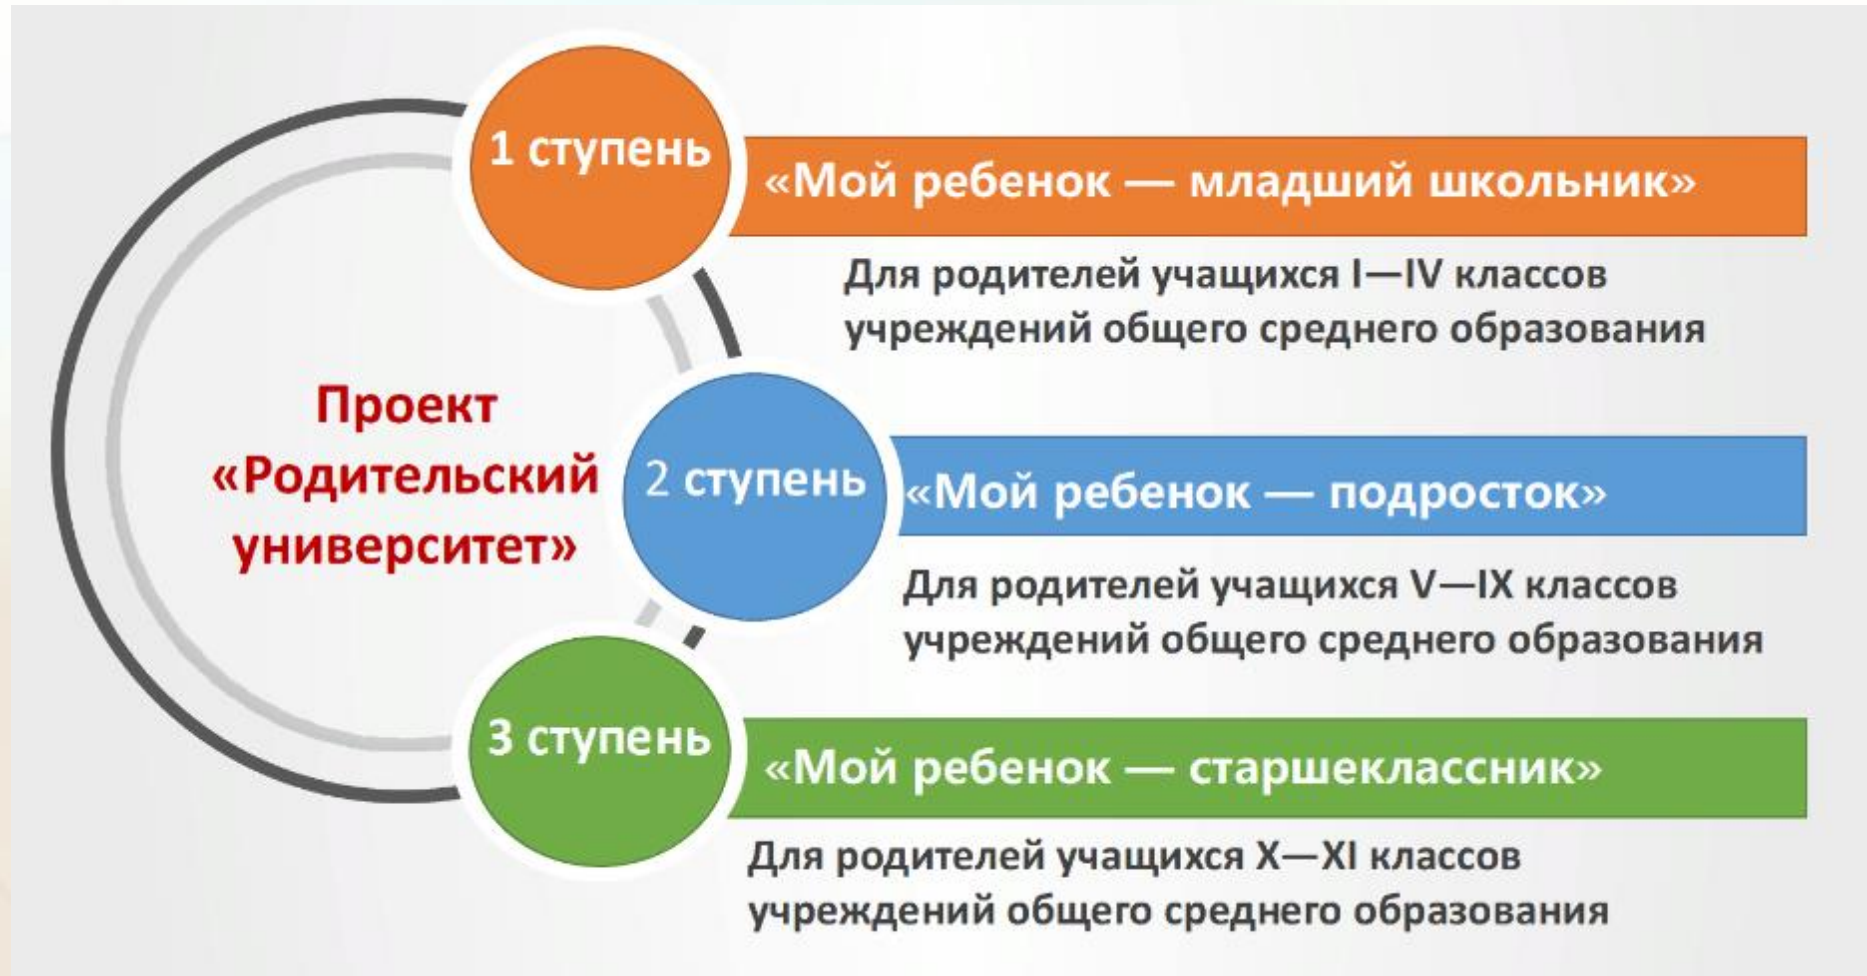 1 ступень
«Мой ребенок — младший школьник»
Для родителей учащихся I—IV классов
учреждений общего среднего образования
Проект
«Родительский
университет»
2 ступень
«Мой ребенок — подросток»
Для родителей учащихся V—IX классов
учреждений общего среднего образования
3 ступень
«Мой ребенок — старшеклассник»
Для родителей учащихся X—XI классов
учреждений общего среднего образования